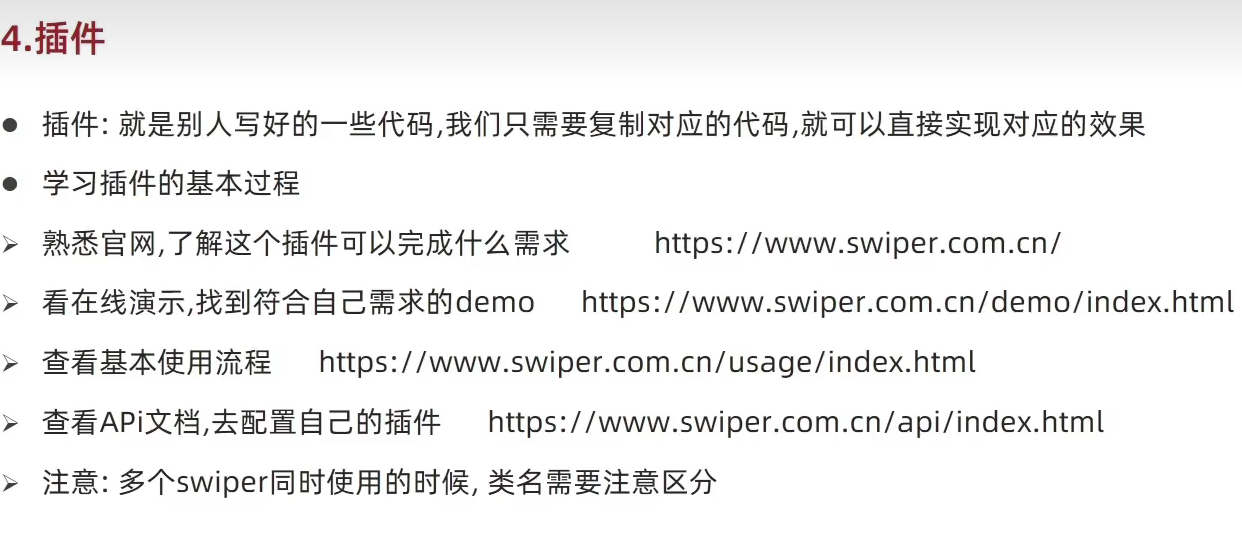 4.插件
插件: 就是别人写好的一些代码,我们只需要复制对应的代码,就可以直接实现对应的效果
学习插件的基本过程
熟悉官网,了解这个插件可以完成什么需求 https://www.swiper.com.cn/
看在线演示,找到符合自己需求的demo https://www.swiper.com.cn/demo/index.html
查看基本使用流程 https://www.swiper.com.cn/usage/index.html
查看APi文档,去配置自己的插件 https://www.swiper.com.cn/api/index.html
注意: 多个swiper同时使用的时候, 类名需要注意区分